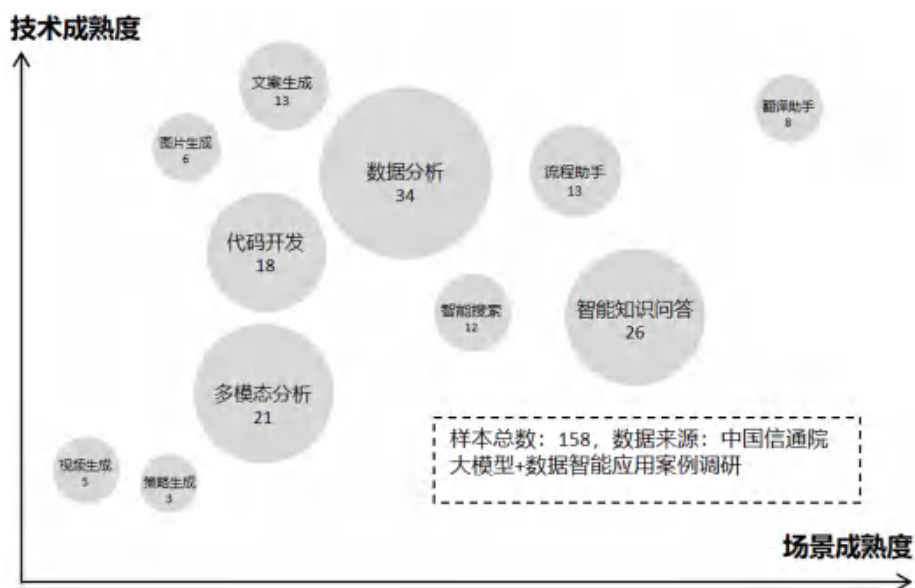 技术成熟度
文案生成
13
翻译助手
8
图片生成
6
数据分析
34
流程助手
13
代码开发
18
智能搜索
12
智能知识问答
26
多模态分析
21
样本总数：158，数据来源：中国信通院
大模型+数据智能应用案例调研
视频生成
5
策略生成
3
场景成熟度